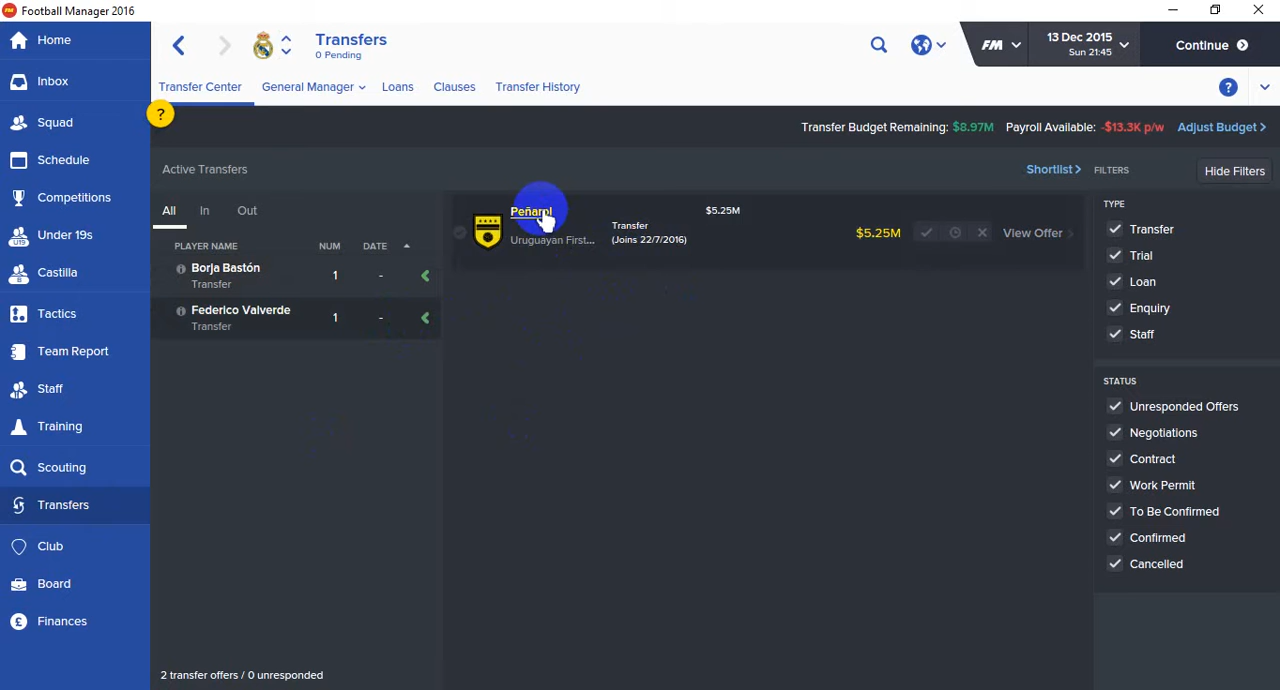 FM Football Manager 2016
Home
Inbox
Squad
Schedule
Competitions
U19 Under 19s
B Castilla
Tactics
Team Report
Staff
Training
Scouting
Transfers
Club
Board
£ Finances
Transfers
0 Pending
FM
13 Dec 2015
Sun 21:45
Continue
Transfer Center General Manager Loans Clauses Transfer History
?
?
Transfer Budget Remaining: $8.97M Payroll Available: -$13.3K p/w Adjust Budget >
Active Transfers
Shortlist > FILTERS Hide Filters
All In Out
PLAYER NAME NUM DATE
Borja Bastón 1 -
Transfer
Federico Valverde 1 -
Transfer
Peñarol
Uruguayan First...
Transfer
(Joins 22/7/2016)
$5.25M
$5.25M
View Offer >
TYPE
Transfer
Trial
Loan
Enquiry
Staff
STATUS
Unresponded Offers
Negotiations
Contract
Work Permit
To Be Confirmed
Confirmed
Cancelled
2 transfer offers / 0 unresponded